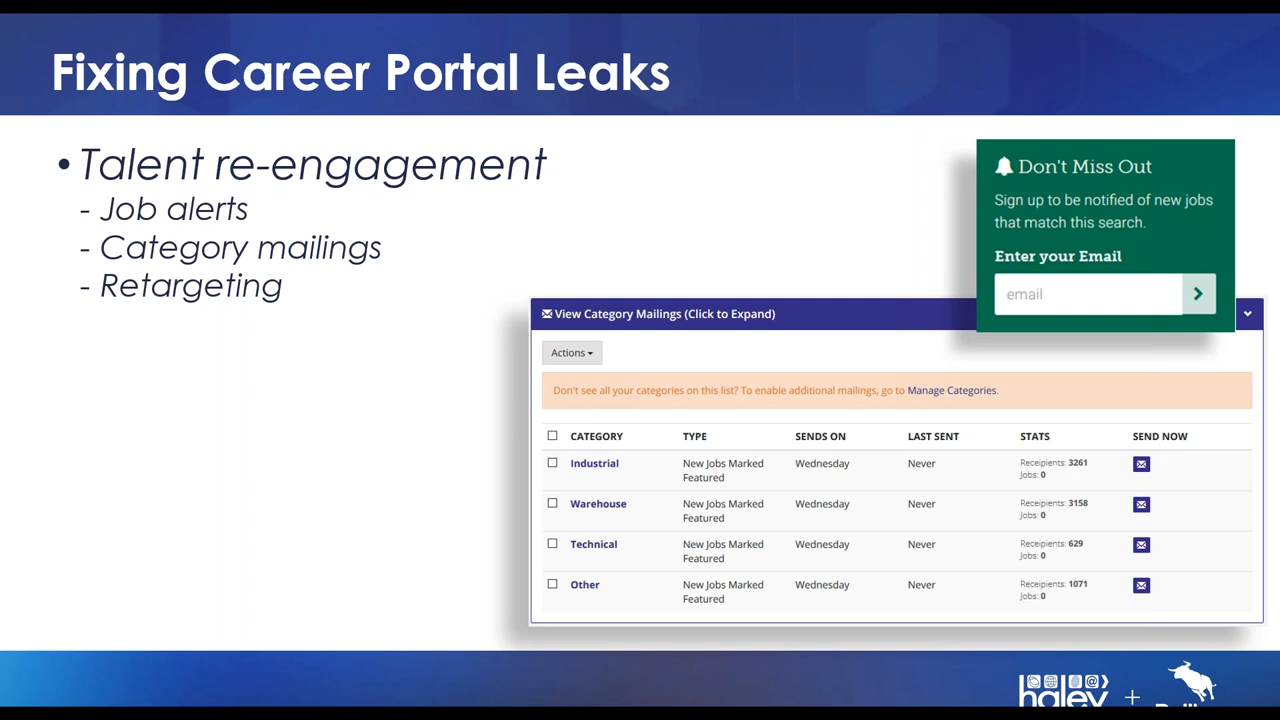 Fixing Career Portal Leaks
• Talent re-engagement
- Job alerts
- Category mailings
- Retargeting
Don't Miss Out
Sign up to be notified of new jobs
that match this search.
Enter your Email
email
View Category Mailings (Click to Expand)
Actions
Don't see all your categories on this list? To enable additional mailings, go to Manage Categories.
CATEGORY TYPE SENDS ON LAST SENT STATS SEND NOW
Industrial New Jobs Marked Wednesday Never Receipients: 3261
Featured Jobs: 0
Warehouse New Jobs Marked Wednesday Never Receipients: 3158
Featured Jobs: 0
Technical New Jobs Marked Wednesday Never Receipients: 629
Featured Jobs: 0
Other New Jobs Marked Wednesday Never Receipients: 1071
Featured Jobs: 0
haley +